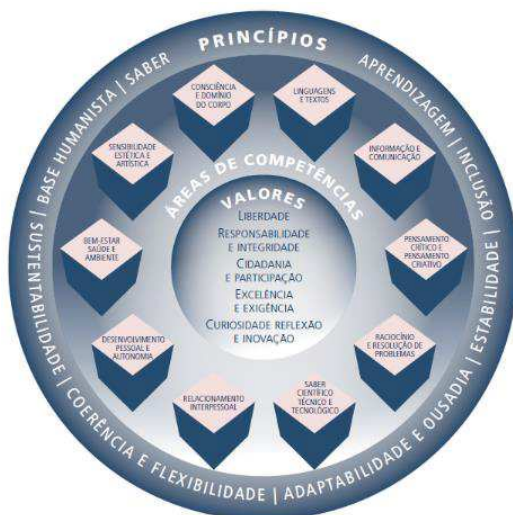 PRINCÍPIOS
BASE HUMANISTA | SABER
APRENDIZAGEM | INCLUSÃO
| ESTABILIDADE |
ADAPTABILIDADE E OUSADIA
COERÊNCIA E FLEXIBILIDADE |
SUSTENTABILIDADE |
ÁREAS DE COMPETÊNCIAS
LINGUAGENS
E TEXTOS
INFORMAÇÃO E
COMUNICAÇÃO
PENSAMENTO
CRÍTICO E
PENSAMENTO
CRIATIVO
RACIOCÍNIO
E RESOLUÇÃO DE
PROBLEMAS
SABER
CIENTÍFICO
TÉCNICO E
TECNOLÓGICO
RELACIONAMENTO
INTERPESSOAL
DESENVOLVIMENTO
PESSOAL E
AUTONOMIA
BEM-ESTAR
SAÚDE E
AMBIENTE
SENSIBILIDADE
ESTÉTICA E
ARTÍSTICA
CONSCIÊNCIA
E DOMÍNIO
DO CORPO
VALORES
LIBERDADE
RESPONSABILIDADE
E INTEGRIDADE
CIDADANIA
E PARTICIPAÇÃO
EXCELÊNCIA
E EXIGÊNCIA
CURIOSIDADE REFLEXÃO
E INOVAÇÃO